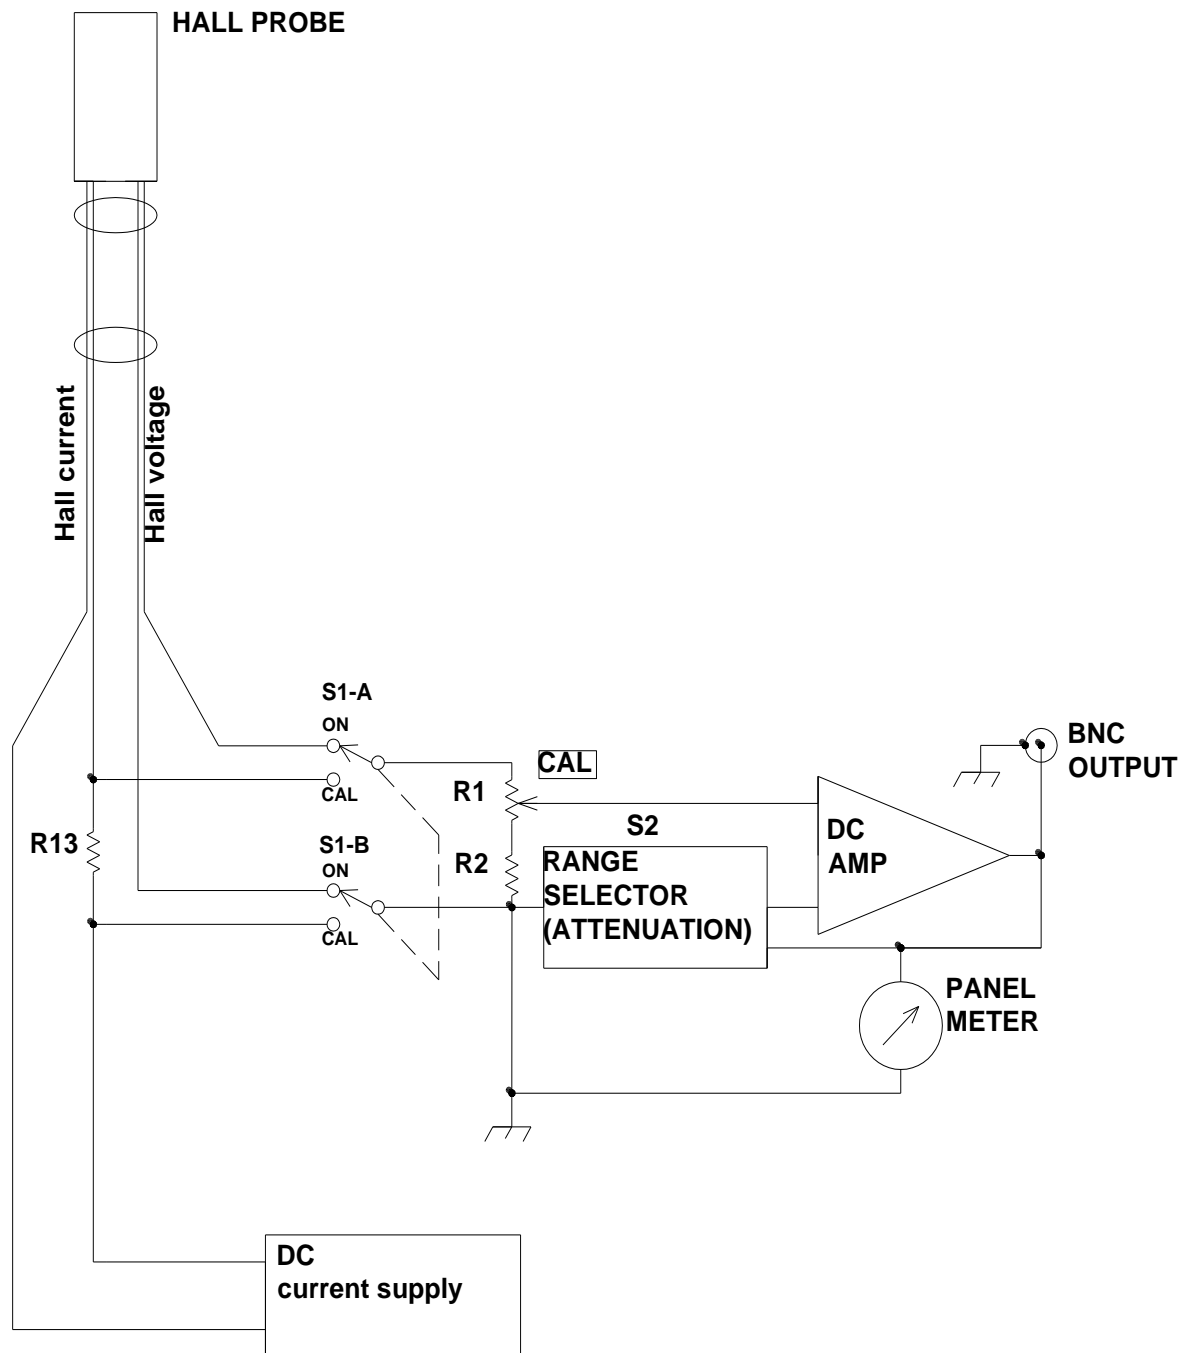 HALL PROBE
Hall current
Hall voltage
S1-A
ON
CAL
S1-B
ON
CAL
R13
CAL
R1
R2
S2
RANGE
SELECTOR
(ATTENUATION)
DC
AMP
BNC
OUTPUT
PANEL
METER
DC
current supply